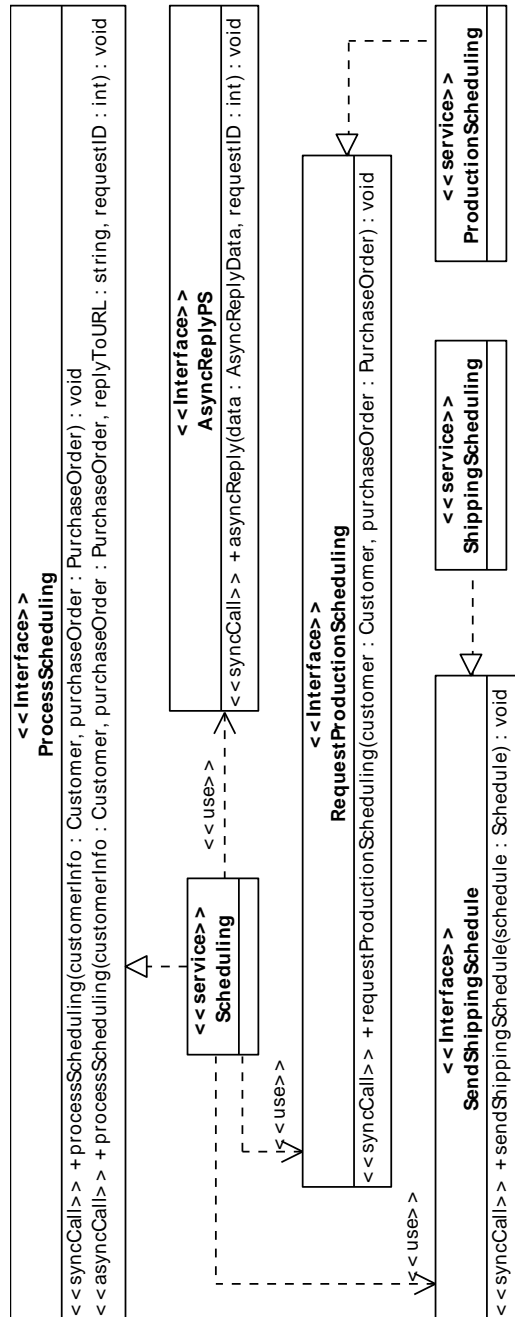 <<Interface>>
ProcessScheduling
<<syncCall>> +processScheduling(customerInfo : Customer, purchaseOrder : PurchaseOrder) : void
<<asyncCall>> +processScheduling(customerInfo : Customer, purchaseOrder : PurchaseOrder, replyToURL : string, requestID : int) : void
<<service>>
Scheduling
<<use>>
<<Interface>>
AsyncReplyPS
<<syncCall>> +asyncReply(data : AsyncReplyData, requestID : int) : void
<<use>>
<<Interface>>
RequestProductionScheduling
<<syncCall>> +requestProductionScheduling(customer : Customer, purchaseOrder : PurchaseOrder) : void
<<use>>
<<Interface>>
SendShippingSchedule
<<syncCall>> +sendShippingSchedule(schedule : Schedule) : void
<<service>>
ShippingScheduling
<<service>>
ProductionScheduling